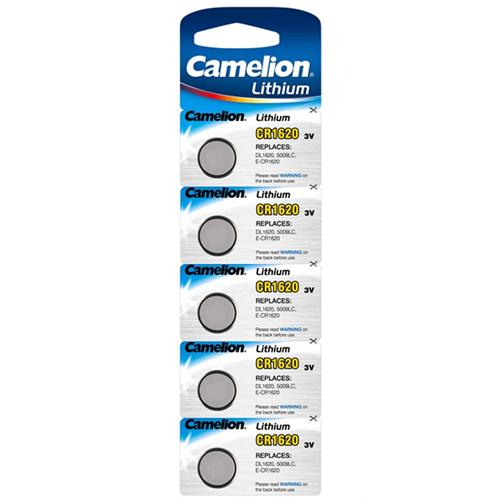 Camelion®
Lithium
Camelion. Lithium
CR1620 3V
REPLACES:
DL1620, 5009LC,
E-CR1620
Please read WARNING on
the back before use
Camelion. Lithium
CR1620 3V
REPLACES:
DL1620, 5009LC,
E-CR1620
Please read WARNING on
the back before use
Camelion. Lithium
CR1620 3V
REPLACES:
DL1620, 5009LC,
E-CR1620
Please read WARNING on
the back before use
Camelion. Lithium
CR1620 3V
REPLACES:
DL1620, 5009LC,
E-CR1620
Please read WARNING on
the back before use
Camelion. Lithium
CR1620 3V
REPLACES:
DL1620, 5009LC,
E-CR1620
Please read WARNING on
the back before use